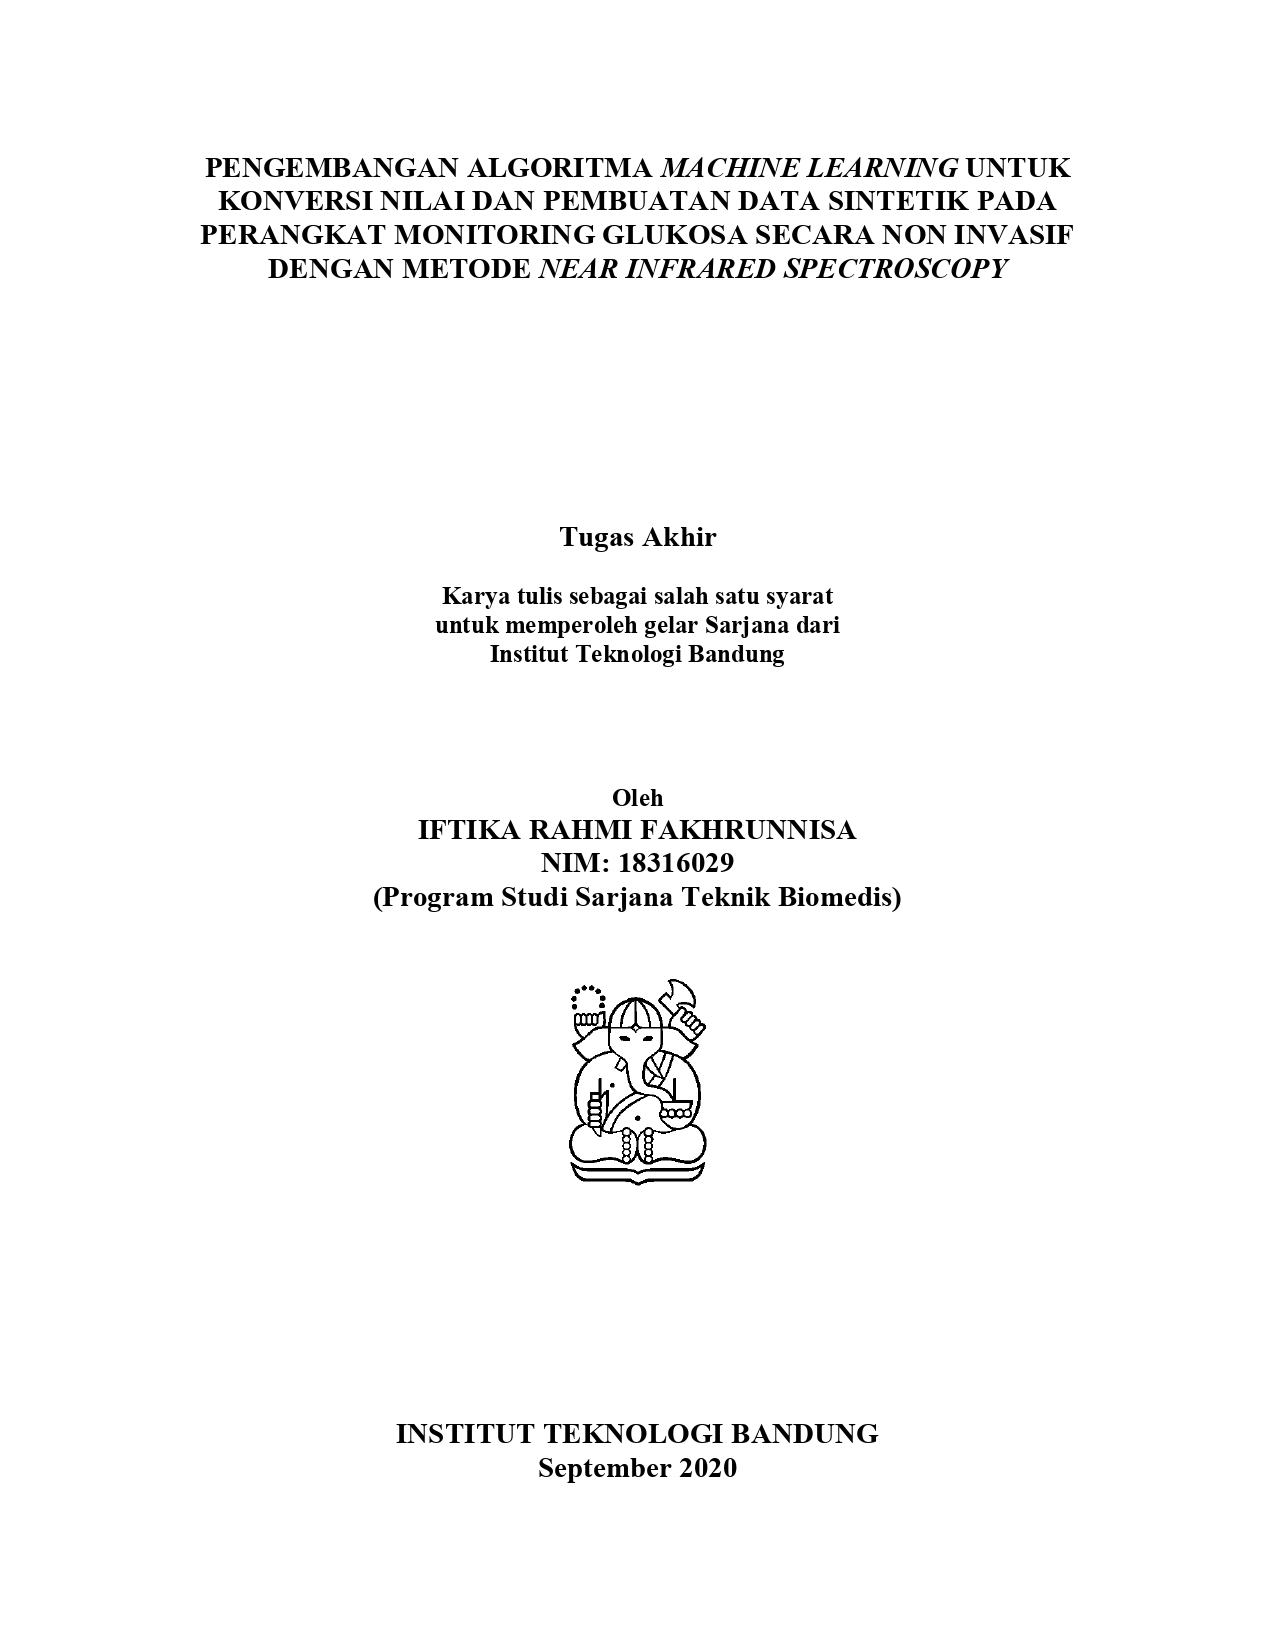 PENGEMBANGAN ALGORITMA MACHINE LEARNING UNTUK
KONVERSI NILAI DAN PEMBUATAN DATA SINTETIK PADA
PERANGKAT MONITORING GLUKOSA SECARA NON INVASIF
DENGAN METODE NEAR INFRARED SPECTROSCOPY
Tugas Akhir
Karya tulis sebagai salah satu syarat
untuk memperoleh gelar Sarjana dari
Institut Teknologi Bandung
Oleh
IFTIKA RAHMI FAKHRUNNISA
NIM: 18316029
(Program Studi Sarjana Teknik Biomedis)
INSTITUT TEKNOLOGI BANDUNG
September 2020